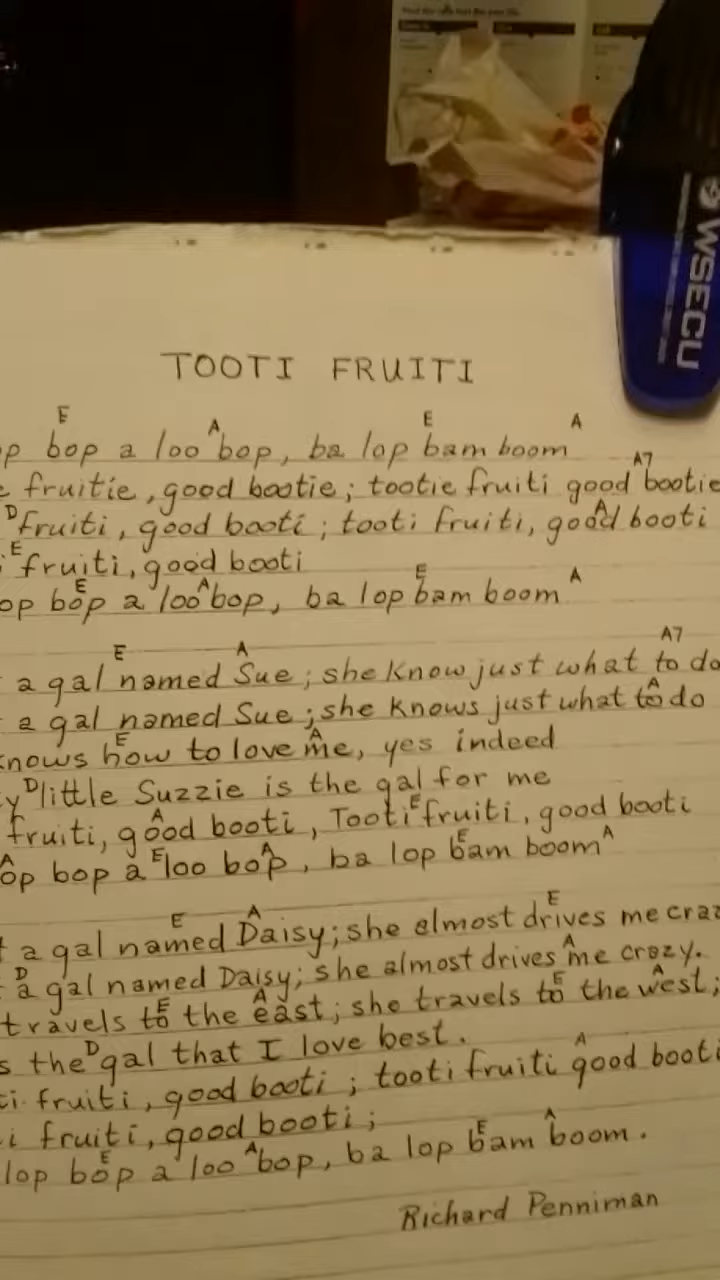 E A E A
bop a loo bop, ba lop bam boom
A7
fruitie, good bootie; tootie fruiti good bootie
D A
fruiti, good booti; tooti fruiti, good booti
E
fruiti, good booti
E A E A
op bop a loo bop, ba lop bam boom
E A A7
a gal named Sue; she know just what to do
A
a gal named Sue; she knows just what to do
E A
knows how to love me, yes indeed
D
little Suzzie is the gal for me
A E
fruiti, good booti, Tooti fruiti, good booti
A E A E A
op bop a loo bop, ba lop bam boom
E A E
a gal named Daisy; she almost drives me
D A
a gal named Daisy; she almost drives me crazy.
E A E A
travels to the east; she travels to the west;
D
the gal that I love best.
A
fruiti, good booti; tooti fruiti good booti
fruiti, good booti;
E A E A
lop bop a loo bop, ba lop bam boom.
Richard Penniman
TOOTI FRUITI
WSECU